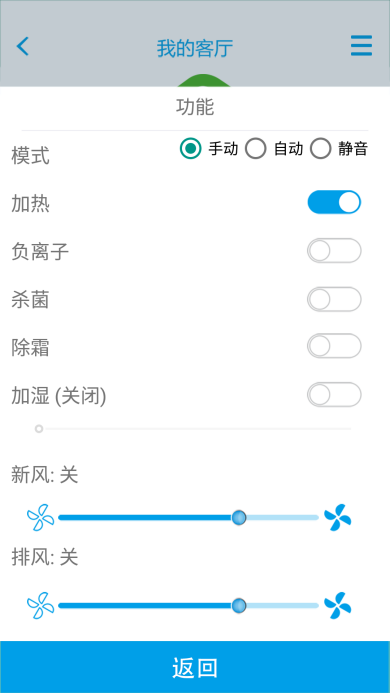 我的客厅
功能
模式 手动 自动 静音
加热
负离子
杀菌
除霜
加湿 (关闭)
新风: 关
排风: 关
返回